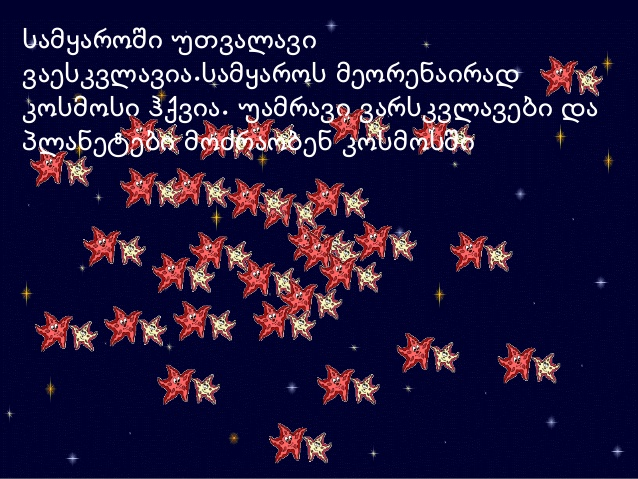 სამყაროში უთვალავი
ვაესკვლავია.სამყაროს მეორენაირად
კოსმოსი ჰქვია. უამრავი ვარსკვლავები და
პლანეტები მოძრაობენ კოსმოსში